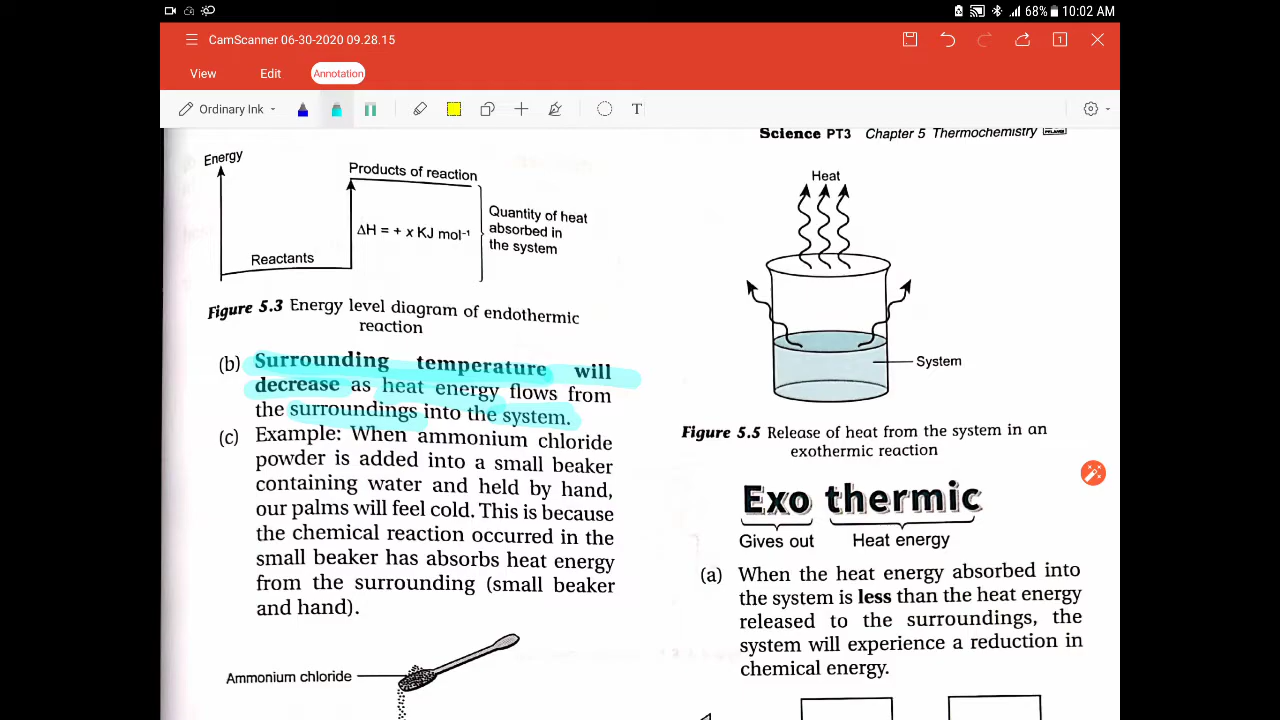 68% 10:02 AM
CamScanner 06-30-2020 09.28.15
1
View Edit Annotation
Ordinary Ink T
Energy
Products of reaction
Quantity of heat
absorbed in
the system
ΔH = + x KJ mol⁻¹
Reactants
Figure 5.3 Energy level diagram of endothermic
reaction
(b) Surrounding temperature will
decrease as heat energy flows from
the surroundings into the system.
(c) Example: When ammonium chloride
powder is added into a small beaker
containing water and held by hand,
our palms will feel cold. This is because
the chemical reaction occurred in the
small beaker has absorbs heat energy
from the surrounding (small beaker
and hand).
Ammonium chloride
Science PT3 Chapter 5 Thermochemistry
Heat
System
Figure 5.5 Release of heat from the system in an
exothermic reaction
Exo thermic
Gives out Heat energy
(a) When the heat energy absorbed into
the system is less than the heat energy
released to the surroundings, the
system will experience a reduction in
chemical energy.